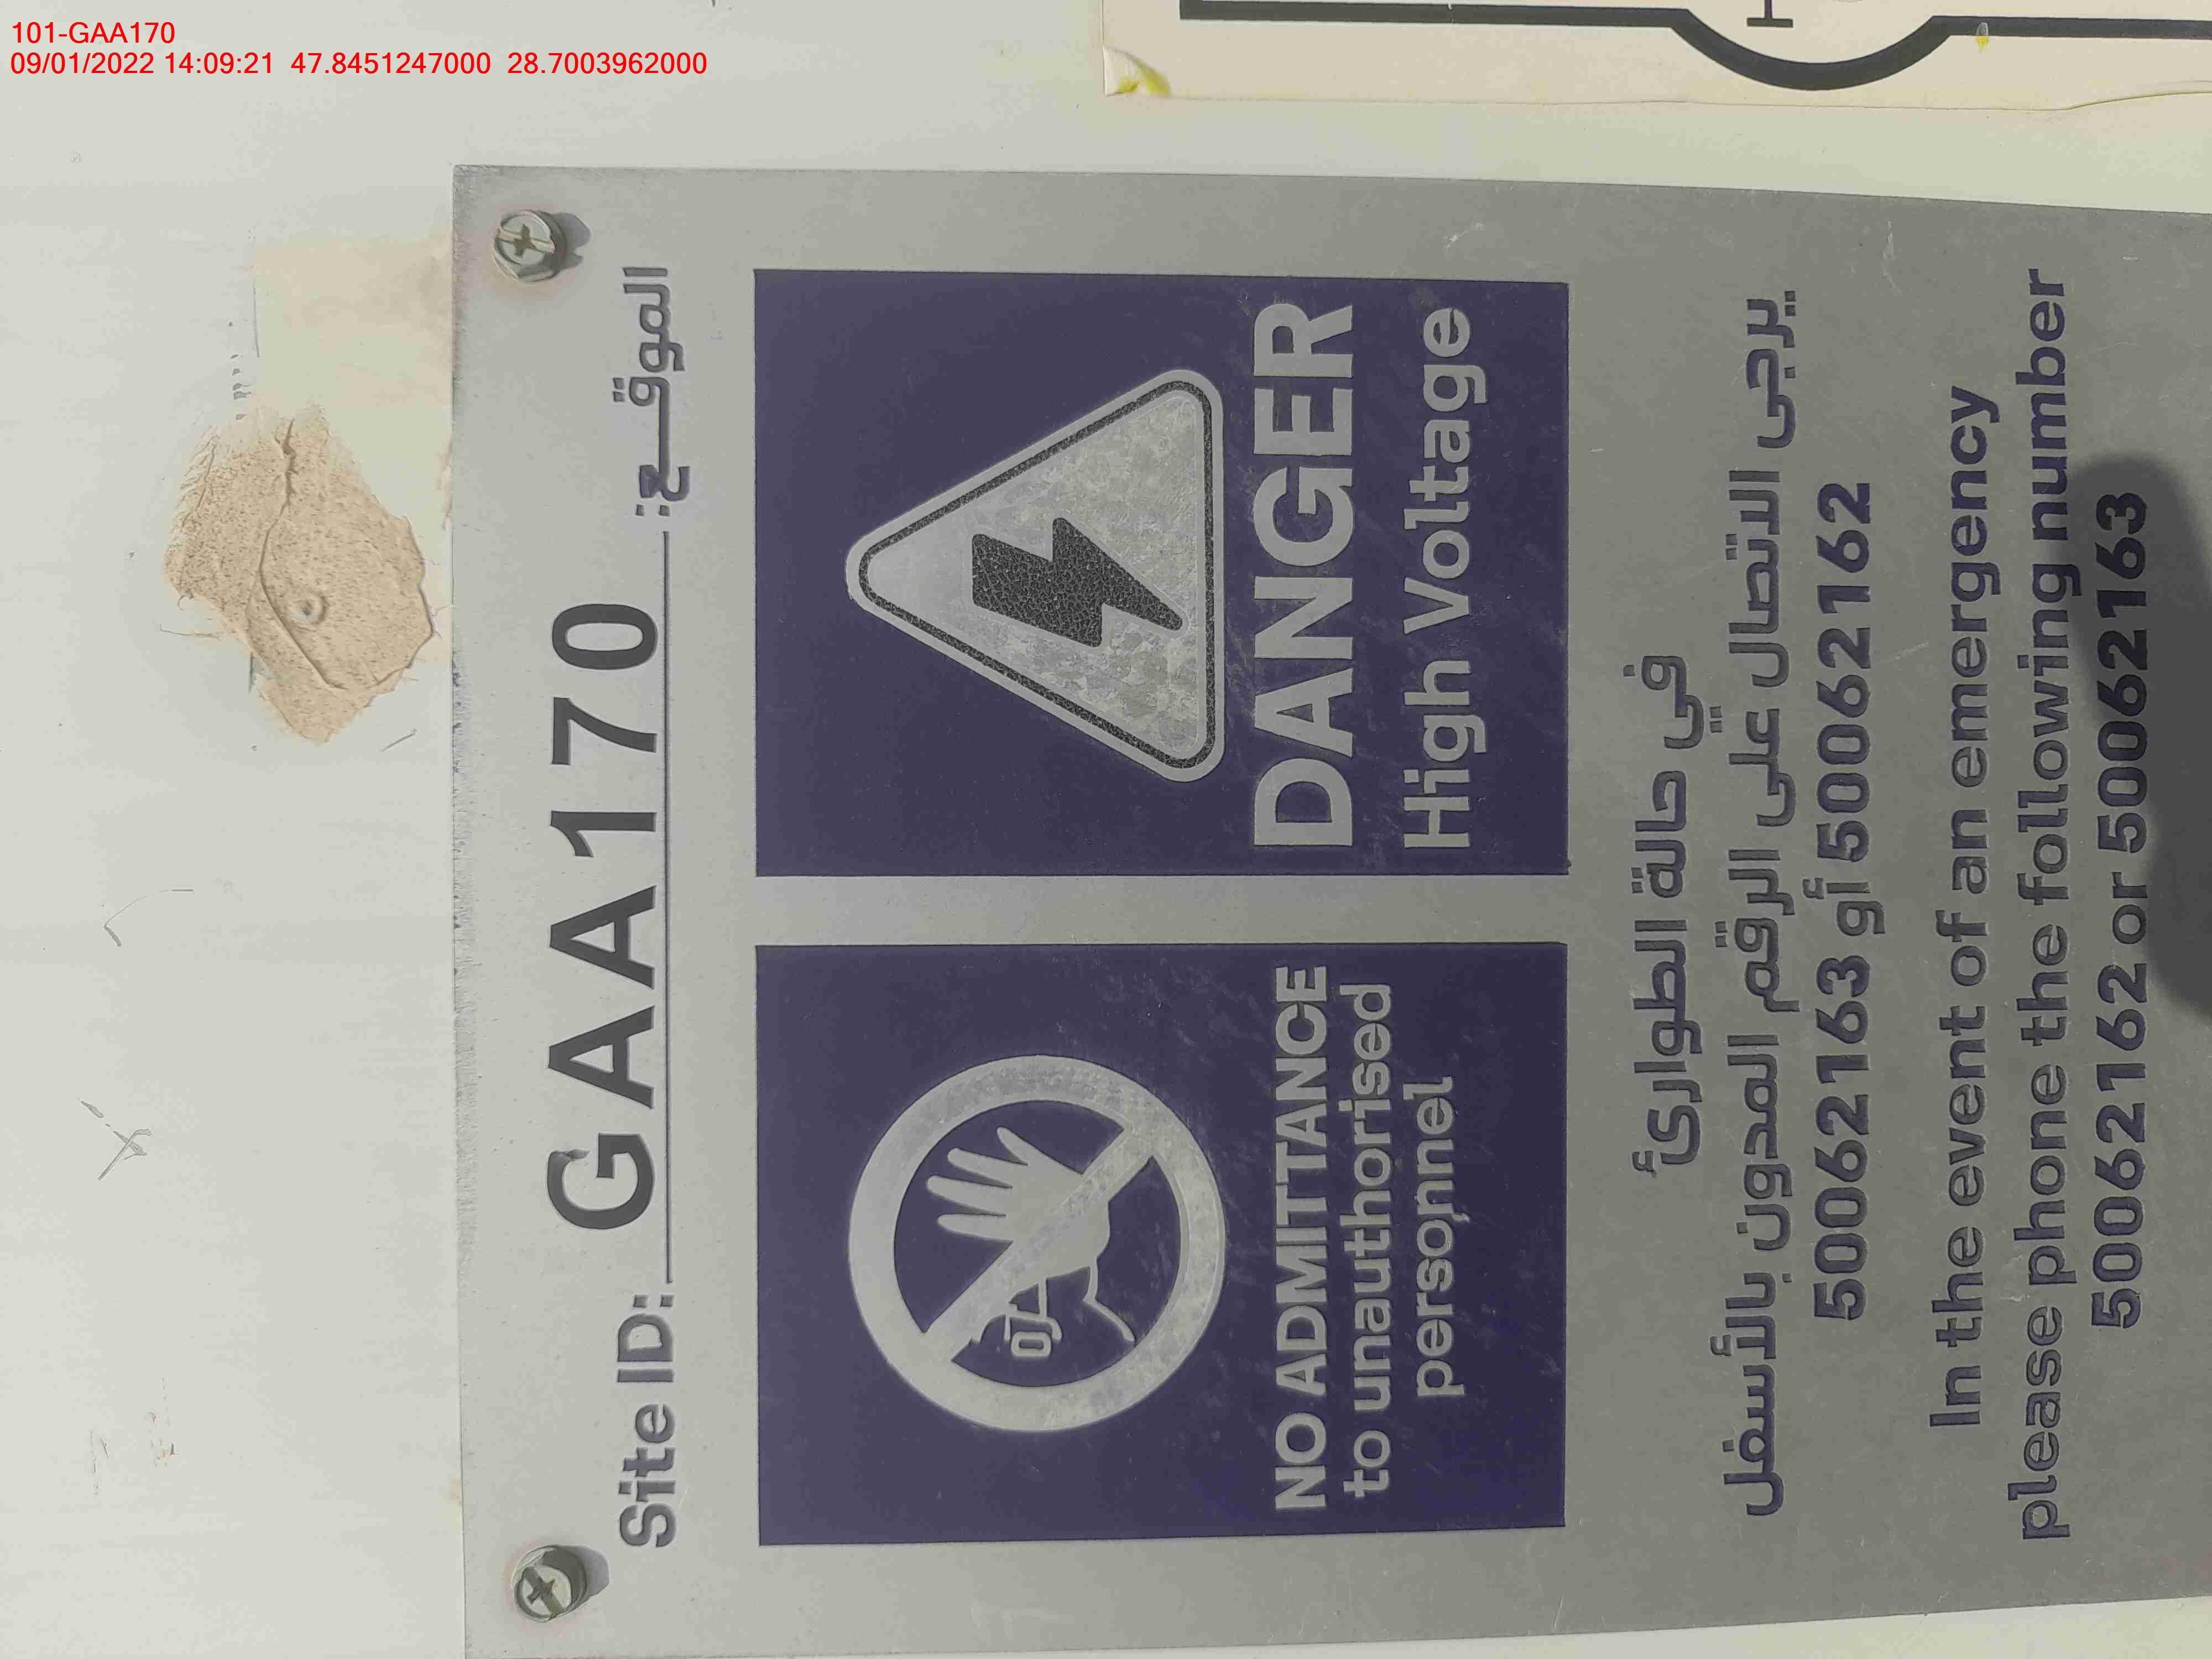 101-GAA170
09/01/2022 14:09:21 47.8451247000 28.7003962000
Site ID: GAA170 الموقع:
NO ADMITTANCE
to unauthorised
personnel
DANGER
High Voltage
في حالة الطوارئ
يرجى الاتصال على الرقم المدون بالأسفل
50062163 أو 50062162
In the event of an emergency
please phone the following number
50062162 or 50062163